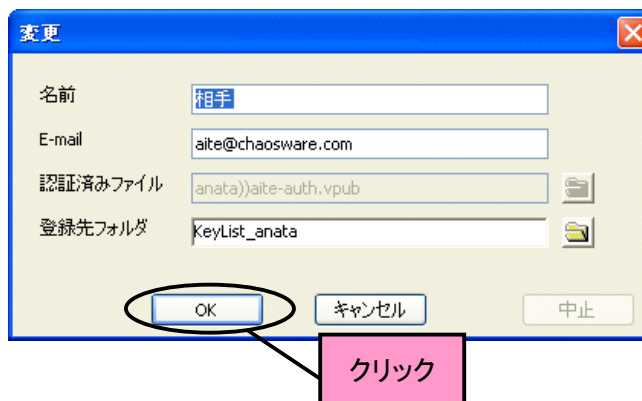 変更
名前 相手
E-mail aite@chaosware.com
認証済みファイル anata))aite-auth.vpub
登録先フォルダ KeyList_anata
OK キャンセル 中止
クリック